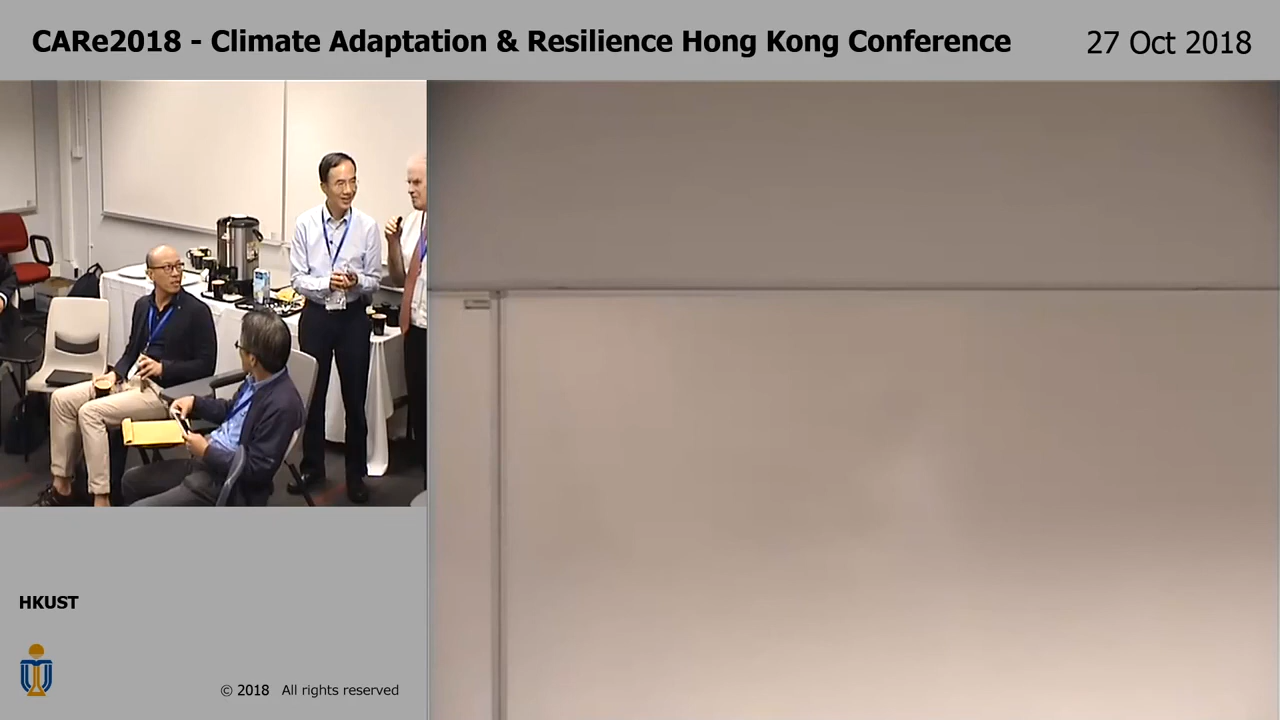 CARe2018 - Climate Adaptation & Resilience Hong Kong Conference
27 Oct 2018
HKUST
© 2018 All rights reserved